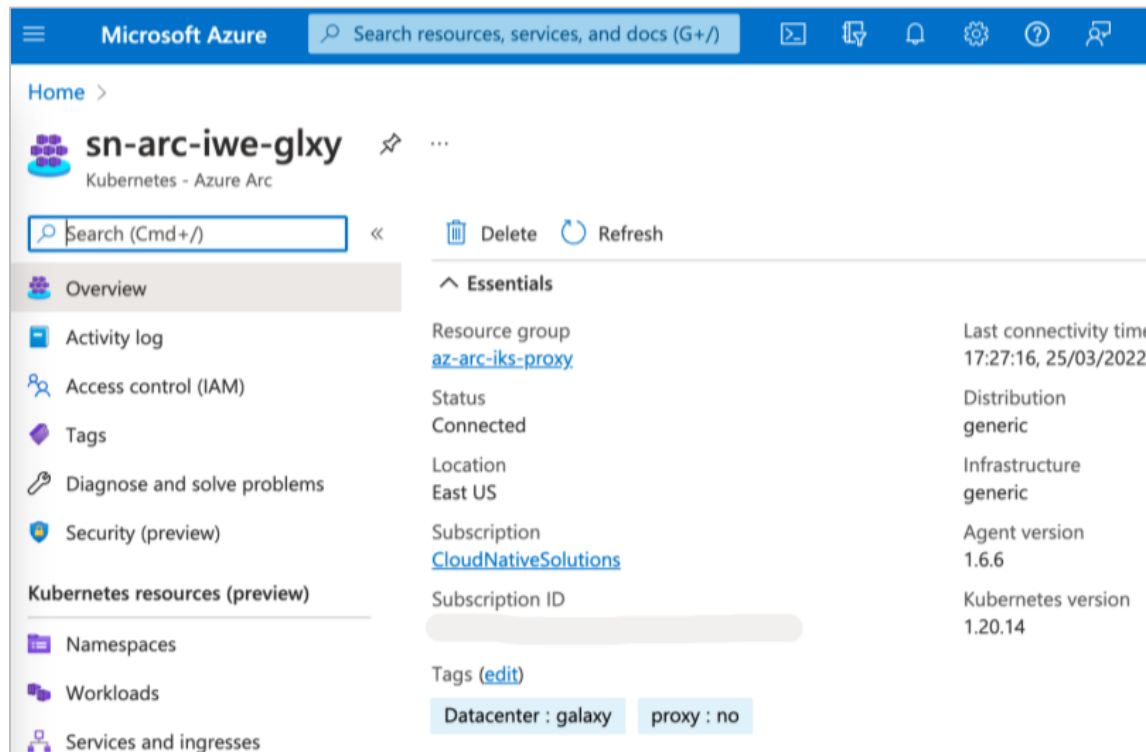 Microsoft Azure
Search resources, services, and docs (G+/)
Home >
sn-arc-iwe-glxy
...
Kubernetes - Azure Arc
Search (Cmd+/)
«
Delete
Refresh
Overview
Activity log
Access control (IAM)
Tags
Diagnose and solve problems
Security (preview)
Kubernetes resources (preview)
Namespaces
Workloads
Services and ingresses
Essentials
Resource group
az-arc-iks-proxy
Status
Connected
Location
East US
Subscription
CloudNativeSolutions
Subscription ID
Last connectivity time
17:27:16, 25/03/2022
Distribution
generic
Infrastructure
generic
Agent version
1.6.6
Kubernetes version
1.20.14
Tags (edit)
Datacenter : galaxy
proxy : no